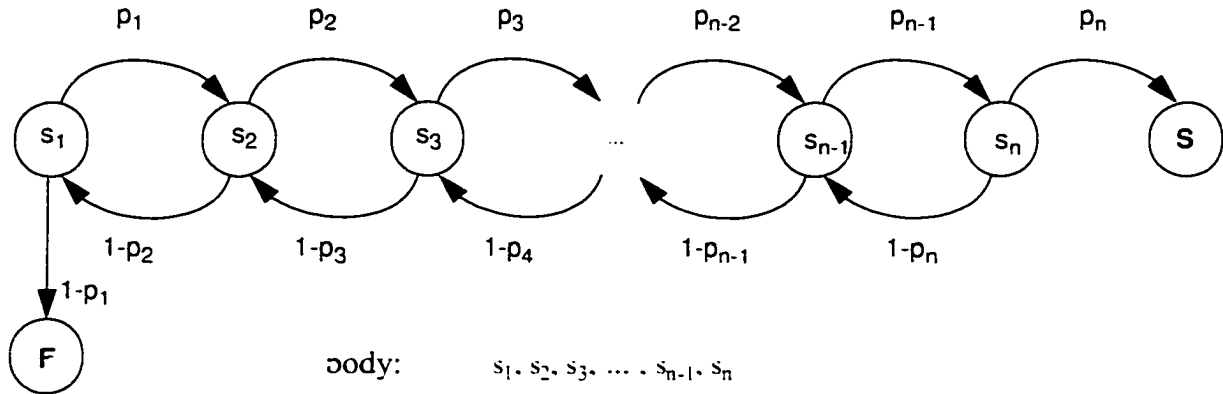 p₁ p₂ p₃ pₙ₋₂ pₙ₋₁ pₙ
s₁ s₂ s₃ ... sₙ₋₁ sₙ S
1-p₂ 1-p₃ 1-p₄ 1-pₙ₋₁ 1-pₙ
1-p₁
F
body: s₁, s₂, s₃, ... , sₙ₋₁, sₙ